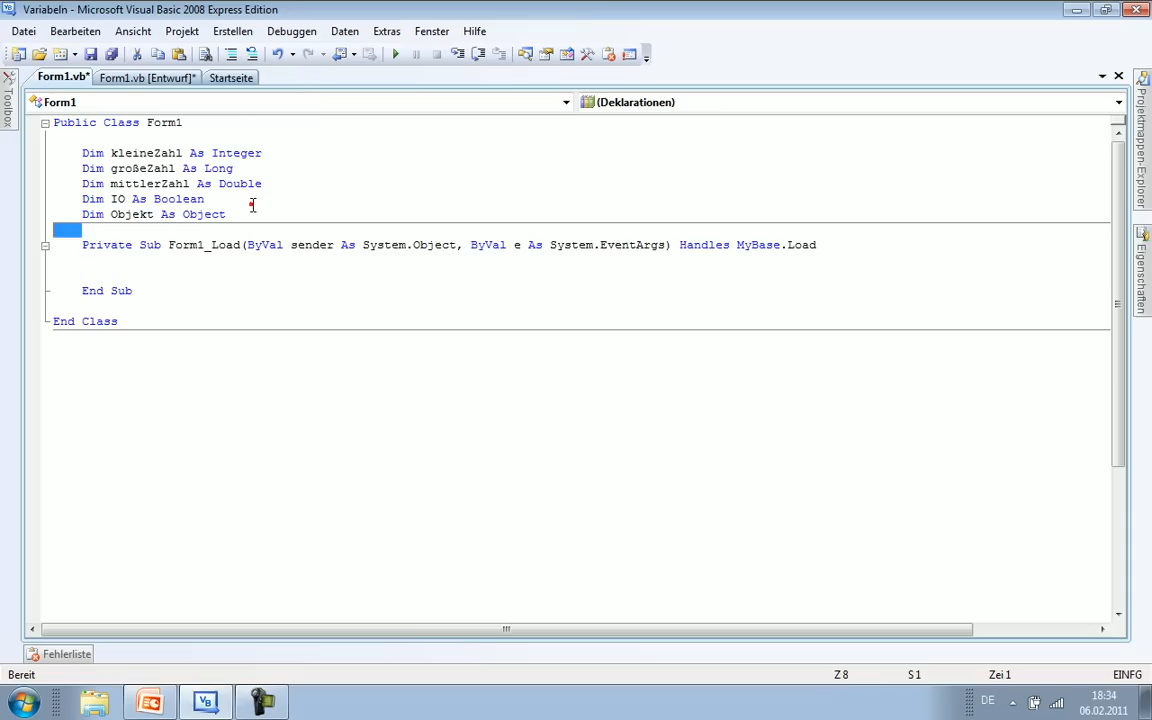 Variabeln - Microsoft Visual Basic 2008 Express Edition
Datei Bearbeiten Ansicht Projekt Erstellen Debuggen Daten Extras Fenster Hilfe
Form1.vb* Form1.vb [Entwurf]* Startseite
Toolbox
Form1 (Deklarationen)
Projektmappen-Explorer
Eigenschaften
Public Class Form1
Dim kleineZahl As Integer
Dim großeZahl As Long
Dim mittlerZahl As Double
Dim IO As Boolean
Dim Objekt As Object
Private Sub Form1_Load(ByVal sender As System.Object, ByVal e As System.EventArgs) Handles MyBase.Load
End Sub
End Class
Fehlerliste
Bereit Z 8 S 1 Zei 1 EINFG
DE 18:34
06.02.2011